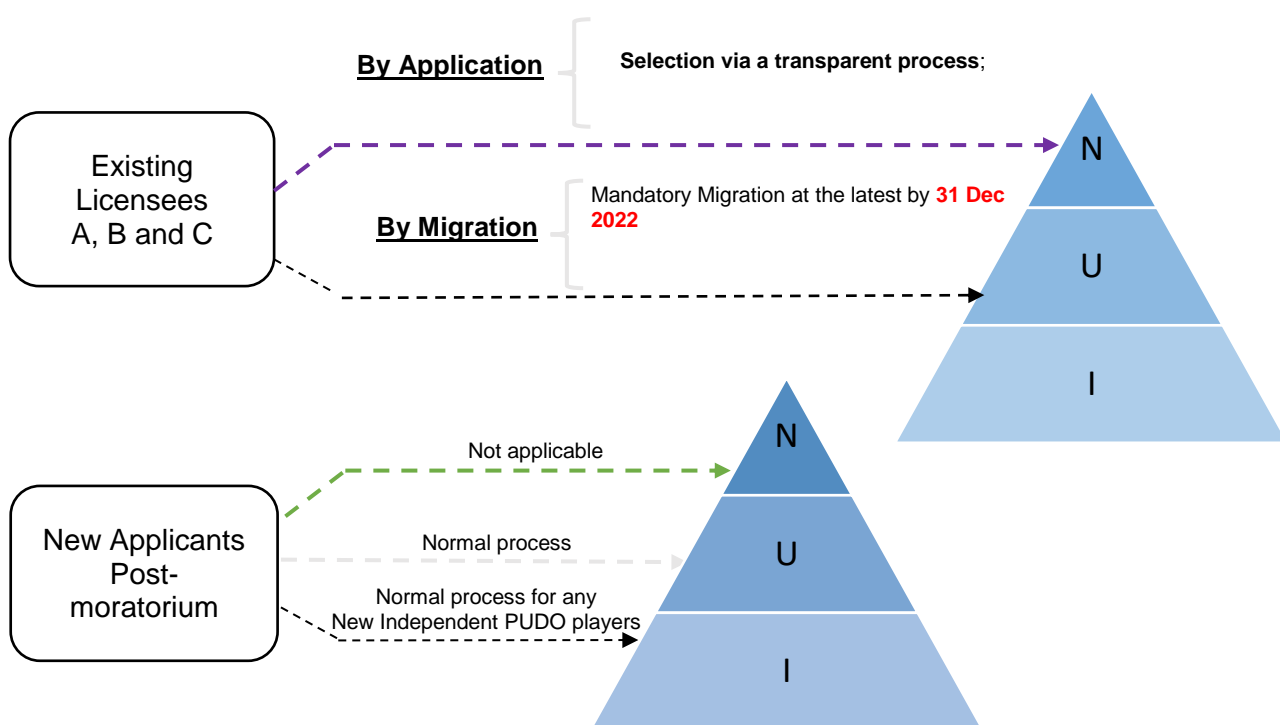 By Application
Selection via a transparent process;
Existing
Licensees
A, B and C
N
Mandatory Migration at the latest by 31 Dec
2022
By Migration
U
I
New Applicants
Post-
moratorium
Not applicable
N
Normal process
U
Normal process for any
New Independent PUDO players
I